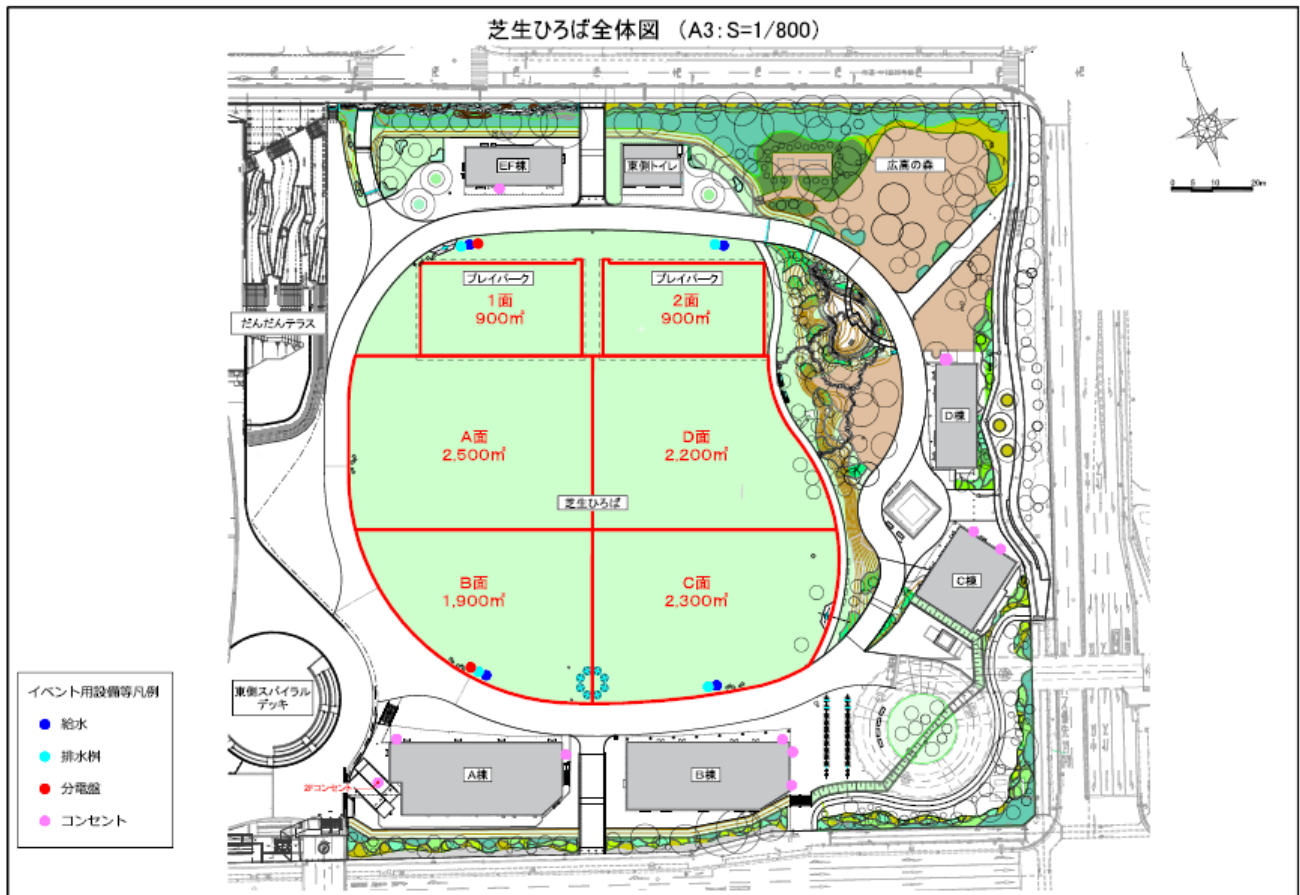 芝生ひろば全体図 （A3：S=1/800）
0 5 10 20m
EF棟
東側トイレ
広高の森
プレイパーク
1面
900㎡
プレイパーク
2面
900㎡
だんだんテラス
D棟
A面
2,500㎡
D面
2,200㎡
芝生ひろば
C棟
B面
1,900㎡
C面
2,300㎡
東側スパイラル
デッキ
A棟
B棟
2Fコンセント
イベント用設備等凡例
給水
排水桝
分電盤
コンセント